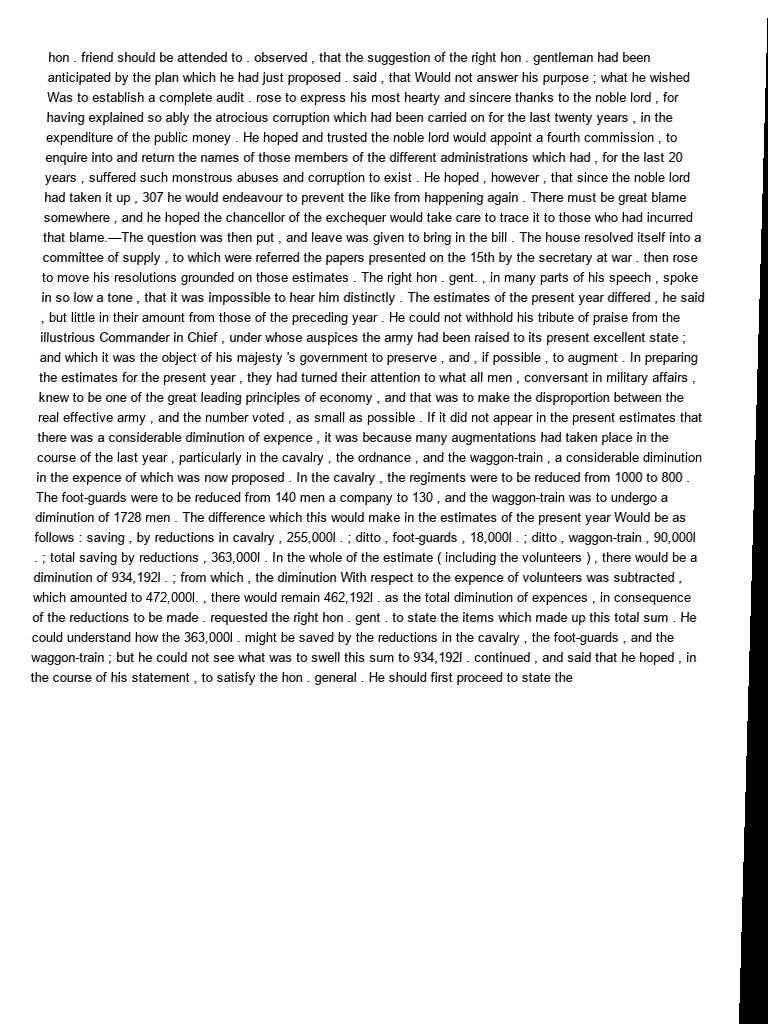 hon . friend should be attended to . observed , that the suggestion of the right hon . gentleman had been
anticipated by the plan which he had just proposed . said , that Would not answer his purpose ; what he wished
Was to establish a complete audit . rose to express his most hearty and sincere thanks to the noble lord , for
having explained so ably the atrocious corruption which had been carried on for the last twenty years , in the
expenditure of the public money . He hoped and trusted the noble lord would appoint a fourth commission , to
enquire into and return the names of those members of the different administrations which had , for the last 20
years , suffered such monstrous abuses and corruption to exist . He hoped , however , that since the noble lord
had taken it up , 307 he would endeavour to prevent the like from happening again . There must be great blame
somewhere , and he hoped the chancellor of the exchequer would take care to trace it to those who had incurred
that blame.—The question was then put , and leave was given to bring in the bill . The house resolved itself into a
committee of supply , to which were referred the papers presented on the 15th by the secretary at war . then rose
to move his resolutions grounded on those estimates . The right hon . gent. , in many parts of his speech , spoke
in so low a tone , that it was impossible to hear him distinctly . The estimates of the present year differed , he said
, but little in their amount from those of the preceding year . He could not withhold his tribute of praise from the
illustrious Commander in Chief , under whose auspices the army had been raised to its present excellent state ;
and which it was the object of his majesty 's government to preserve , and , if possible , to augment . In preparing
the estimates for the present year , they had turned their attention to what all men , conversant in military affairs ,
knew to be one of the great leading principles of economy , and that was to make the disproportion between the
real effective army , and the number voted , as small as possible . If it did not appear in the present estimates that
there was a considerable diminution of expence , it was because many augmentations had taken place in the
course of the last year , particularly in the cavalry , the ordnance , and the waggon-train , a considerable diminution
in the expence of which was now proposed . In the cavalry , the regiments were to be reduced from 1000 to 800 .
The foot-guards were to be reduced from 140 men a company to 130 , and the waggon-train was to undergo a
diminution of 1728 men . The difference which this would make in the estimates of the present year Would be as
follows : saving , by reductions in cavalry , 255,000l . ; ditto , foot-guards , 18,000l . ; ditto , waggon-train , 90,000l
. ; total saving by reductions , 363,000l . In the whole of the estimate ( including the volunteers ) , there would be a
diminution of 934,192l . ; from which , the diminution With respect to the expence of volunteers was subtracted ,
which amounted to 472,000l. , there would remain 462,192l . as the total diminution of expences , in consequence
of the reductions to be made . requested the right hon . gent . to state the items which made up this total sum . He
could understand how the 363,000l . might be saved by the reductions in the cavalry , the foot-guards , and the
waggon-train ; but he could not see what was to swell this sum to 934,192l . continued , and said that he hoped , in
the course of his statement , to satisfy the hon . general . He should first proceed to state the